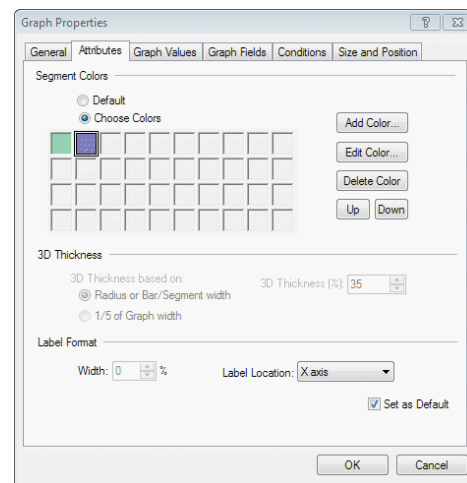 Graph Properties
General Attributes Graph Values Graph Fields Conditions Size and Position
Segment Colors
Default
Choose Colors
Add Color...
Edit Color...
Delete Color
Up Down
3D Thickness
3D Thickness based on: 3D Thickness (%): 35
Radius or Bar/Segment width
1/5 of Graph width
Label Format
Width: 0 % Label Location: X axis
Set as Default
OK Cancel